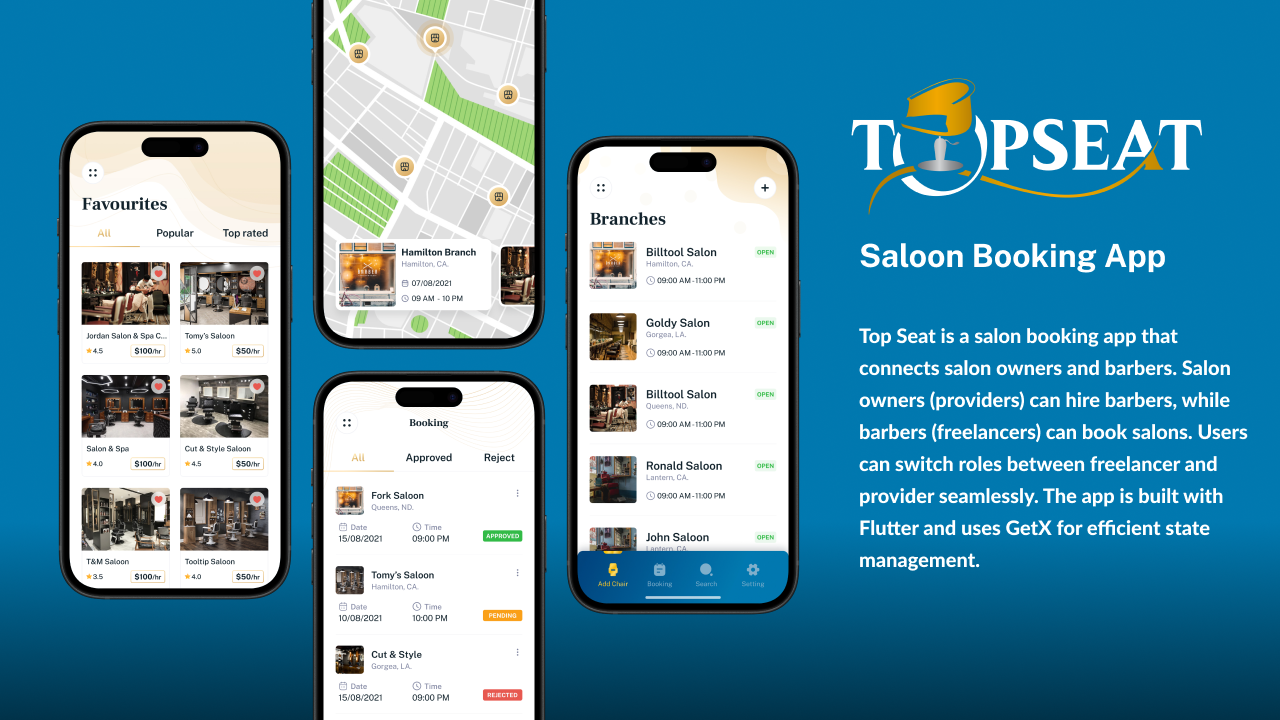 Favourites
All Popular Top rated
Jordan Salon & Spa C...
4.5 $100/hr
Tomy's Saloon
5.0 $50/hr
Salon & Spa
4.0 $100/hr
Cut & Style Saloon
4.5 $50/hr
T&M Saloon
3.5 $100/hr
Tooltip Saloon
4.0 $50/hr
Hamilton Branch
Hamilton, CA.
07/08/2021
09 AM - 10 PM
Booking
All Approved Reject
Fork Saloon
Queens, ND.
Date Time
15/08/2021 09:00 PM APPROVED
Tomy's Saloon
Hamilton, CA.
Date Time
10/08/2021 10:00 PM PENDING
Cut & Style
Gorgea, LA.
Date Time
15/08/2021 09:00 PM REJECTED
Branches
Billtool Salon OPEN
Hamilton, CA.
09:00 AM -11:00 PM
Goldy Salon OPEN
Gorgea, LA.
09:00 AM -11:00 PM
Billtool Salon OPEN
Queens, ND.
09:00 AM -11:00 PM
Ronald Saloon OPEN
Lantern, CA.
09:00 AM -11:00 PM
John Saloon OPEN
Lantern, CA.
Add Chair Booking Search Setting
TOPSEAT
Saloon Booking App
Top Seat is a salon booking app that
connects salon owners and barbers. Salon
owners (providers) can hire barbers, while
barbers (freelancers) can book salons. Users
can switch roles between freelancer and
provider seamlessly. The app is built with
Flutter and uses GetX for efficient state
management.